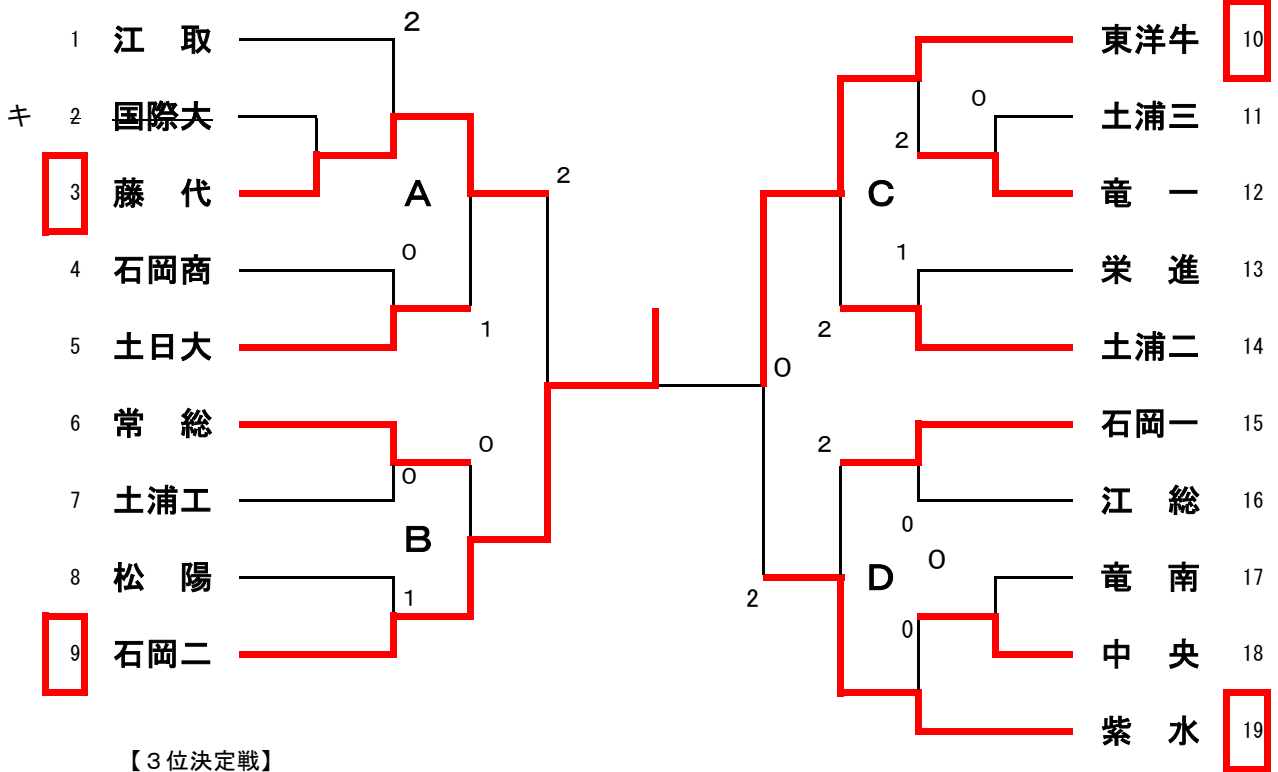 1 江 取 2
キ 2 国際大
3 藤 代
A
2
4 石岡商 0
5 土日大
1
6 常 総
0
7 土浦工 0
B
8 松 陽
1
9 石岡二
東洋牛 10
0
土浦三 11
2
C
竜一 12
1
栄 進 13
2
土浦二 14
0
石岡一 15
2
江 総 16
0
0
D
竜 南 17
2
0
中 央 18
紫 水 19
【３位決定戦】